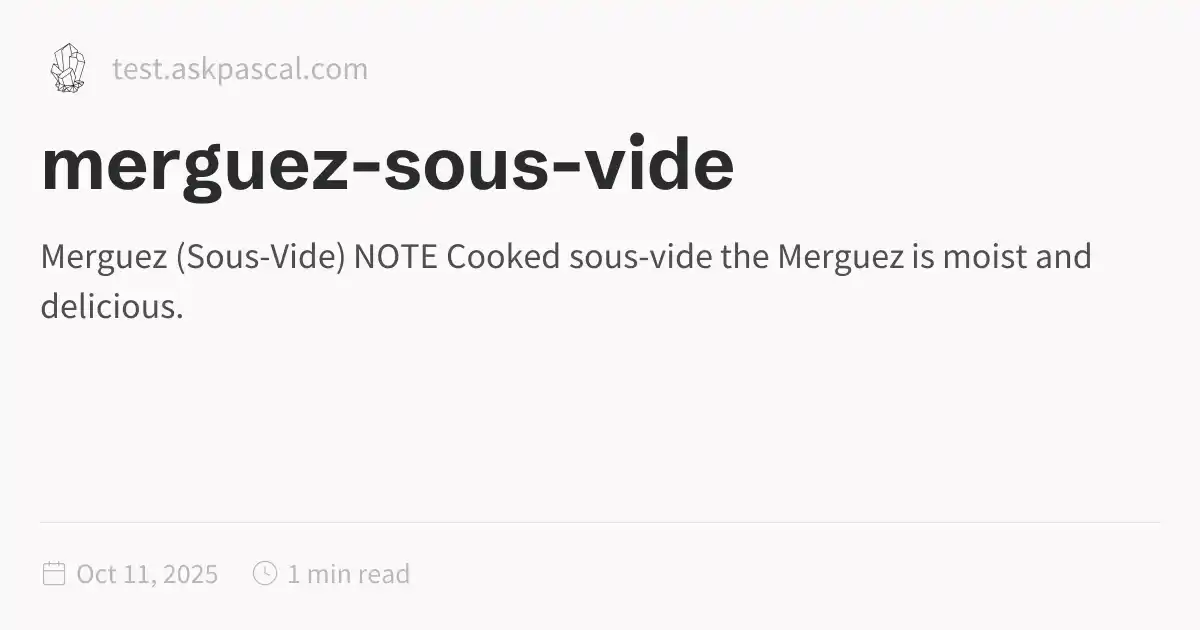 test.askpascal.com
merguez-sous-vide
Merguez (Sous-Vide) NOTE Cooked sous-vide the Merguez is moist and
delicious.
Oct 11, 2025 1 min read